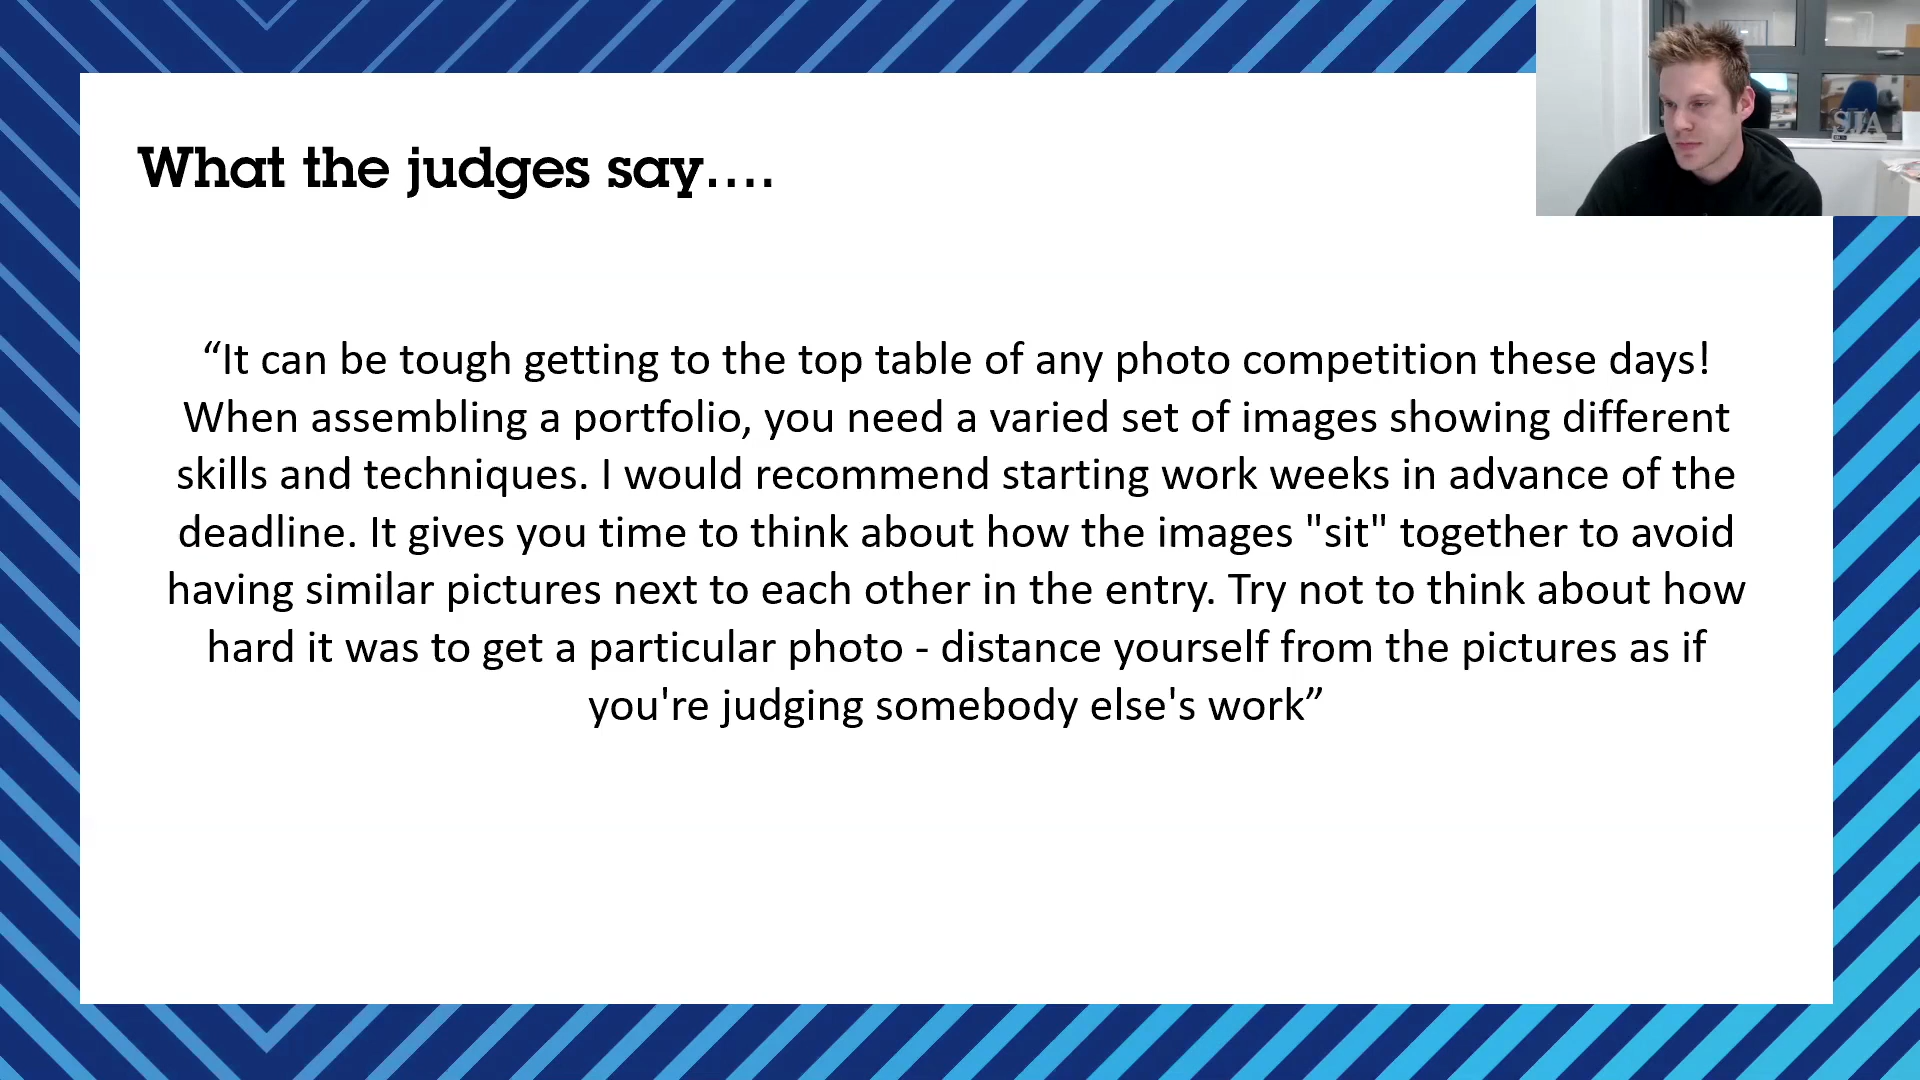 What the judges say....
SJA
“It can be tough getting to the top table of any photo competition these days!
When assembling a portfolio, you need a varied set of images showing different
skills and techniques. I would recommend starting work weeks in advance of the
deadline. It gives you time to think about how the images "sit" together to avoid
having similar pictures next to each other in the entry. Try not to think about how
hard it was to get a particular photo - distance yourself from the pictures as if
you're judging somebody else's work”